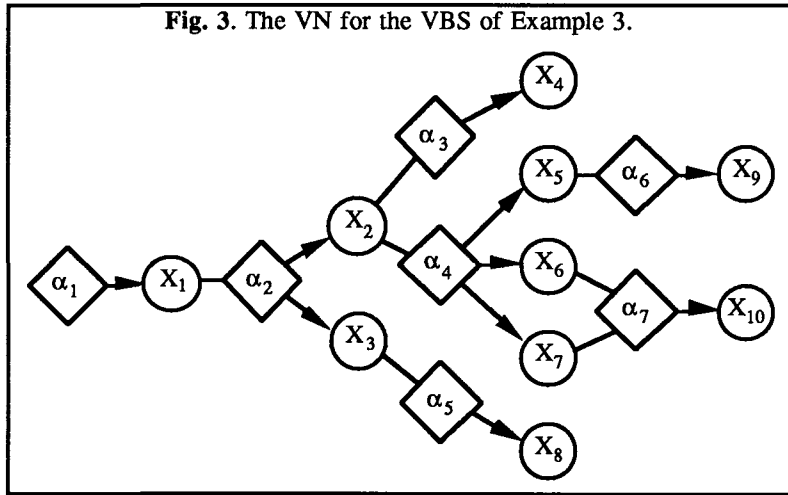 Fig. 3. The VN for the VBS of Example 3.
X₄
α₃
X₅
α₆
X₉
X₂
α₁
X₁
α₂
α₄
X₆
α₇
X₁₀
X₃
X₇
α₅
X₈